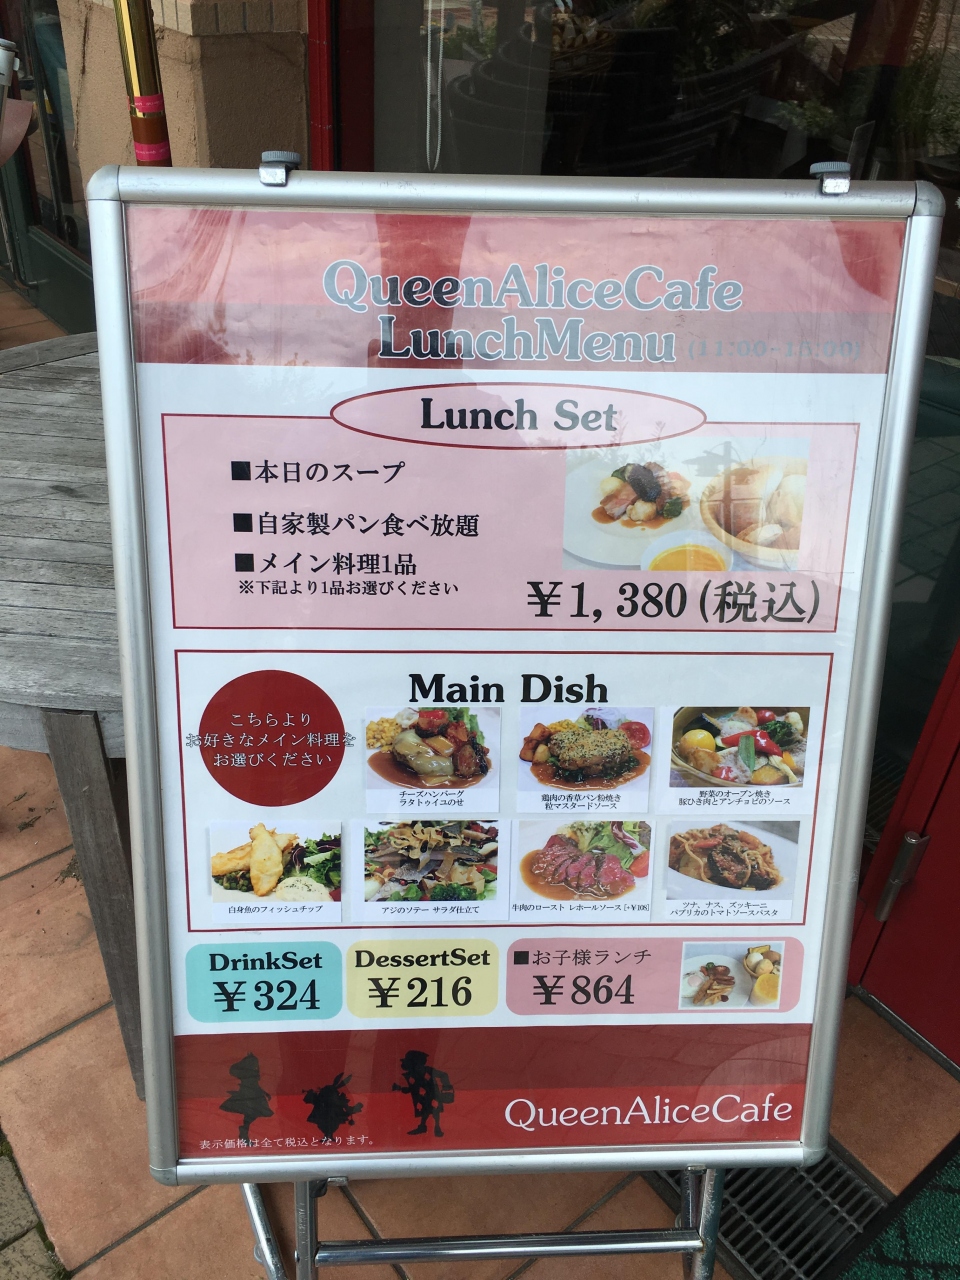 QueenAliceCafe
LunchMenu (11:00-15:00)
Lunch Set
■本日のスープ
■自家製パン食べ放題
■メイン料理1品
※下記より1品お選びください
¥1,380(税込)
Main Dish
こちらより
お好きなメイン料理を
お選びください
チーズハンバーグ
ラタトゥイユのせ
鶏肉の香草パン粉焼き
粒マスタードソース
野菜のオーブン焼き
豚ひき肉とアンチョビのソース
白身魚のフィッシュチップ
アジのソテー サラダ仕立て
牛肉のロースト レホールソース [+¥108]
ツナ、ナス、ズッキーニ
パプリカのトマトソースパスタ
DrinkSet
¥324
DessertSet
¥216
■お子様ランチ
¥864
QueenAliceCafe
表示価格は全て税込となります。